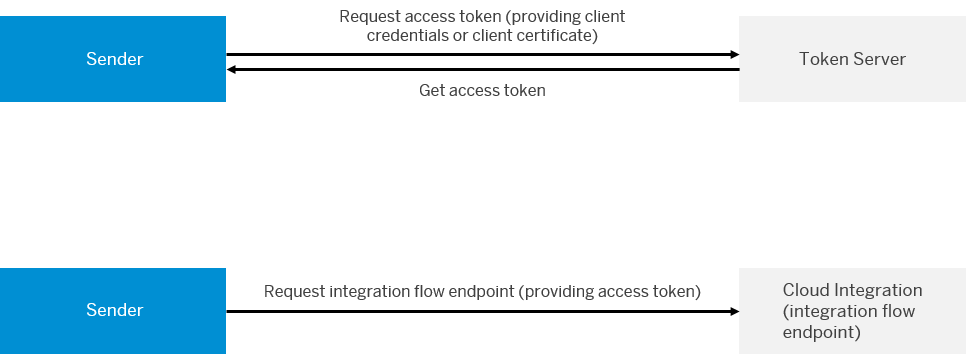 Request access token (providing client
credentials or client certificate)
Sender
Token Server
Get access token
Request integration flow endpoint (providing access token)
Sender
Cloud Integration
(integration flow
endpoint)